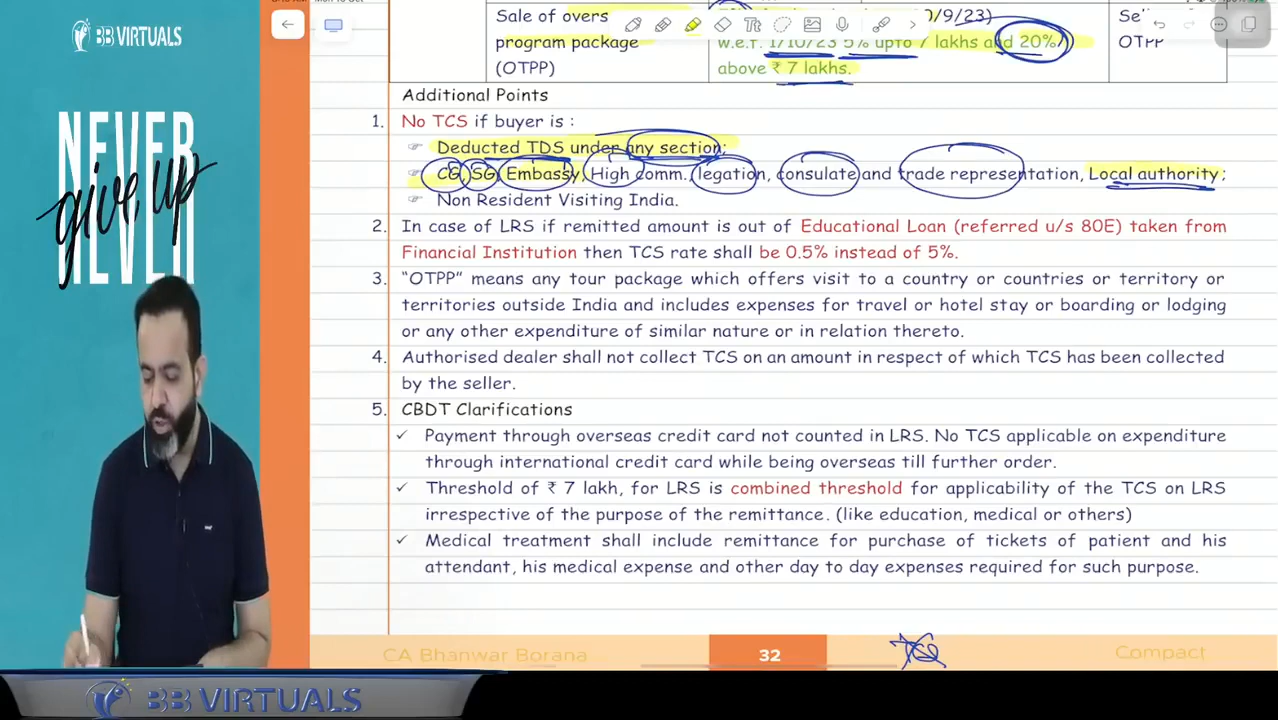 BB VIRTUALS
NEVER
give up
NEVER
Sale of overs
program package
(OTPP)
0/9/23)
w.e.f. 1/10/23 5% upto 7 lakhs and 20%
above ₹ 7 lakhs.
OTPP
Additional Points
1. No TCS if buyer is :
☞ Deducted TDS under any section;
☞ CG, SG, Embassy, High comm., legation, consulate and trade representation, Local authority;
☞ Non Resident Visiting India.
2. In case of LRS if remitted amount is out of Educational Loan (referred u/s 80E) taken from
Financial Institution then TCS rate shall be 0.5% instead of 5%.
3. “OTPP” means any tour package which offers visit to a country or countries or territory or
territories outside India and includes expenses for travel or hotel stay or boarding or lodging
or any other expenditure of similar nature or in relation thereto.
4. Authorised dealer shall not collect TCS on an amount in respect of which TCS has been collected
by the seller.
5. CBDT Clarifications
✓ Payment through overseas credit card not counted in LRS. No TCS applicable on expenditure
through international credit card while being overseas till further order.
✓ Threshold of ₹ 7 lakh, for LRS is combined threshold for applicability of the TCS on LRS
irrespective of the purpose of the remittance. (like education, medical or others)
✓ Medical treatment shall include remittance for purchase of tickets of patient and his
attendant, his medical expense and other day to day expenses required for such purpose.
CA Bhanwar Borana
32
Compact
BB VIRTUALS